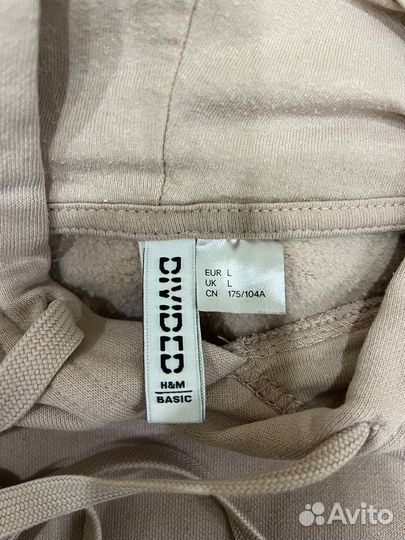 DIVIDED
H&M
BASIC
EUR L
UK L
CN 175/104A
Avito